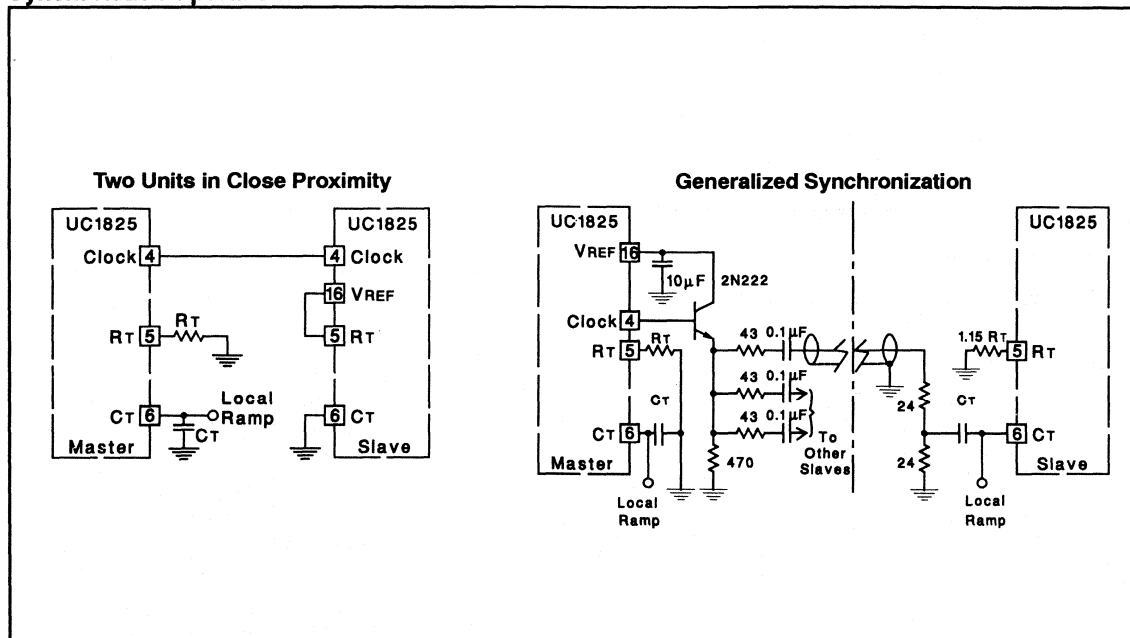 Two Units in Close Proximity
UC1825
UC1825
Clock 4
4 Clock
16 VREF
RT 5
RT
5 RT
CT 6
Local
Ramp
CT
6 CT
Master
Slave
Generalized Synchronization
UC1825
UC1825
VREF 16
10μF
2N222
Clock 4
43 0.1μF
RT 5
RT
1.15 RT
5 RT
43 0.1μF
CT
24
CT
43 0.1μF
CT 6
6 CT
To
Other
Slaves
Master
470
24
Slave
Local
Ramp
Local
Ramp